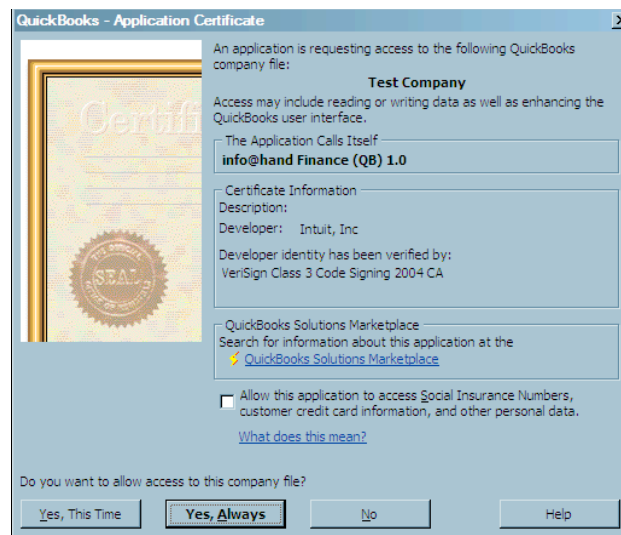 QuickBooks - Application Certificate
An application is requesting access to the following QuickBooks
company file:
Test Company
Access may include reading or writing data as well as enhancing the
QuickBooks user interface.
The Application Calls Itself
info@hand Finance (QB) 1.0
Certificate Information
Description:
Developer: Intuit, Inc
Developer identity has been verified by:
VeriSign Class 3 Code Signing 2004 CA
QuickBooks Solutions Marketplace
Search for information about this application at the
QuickBooks Solutions Marketplace
Allow this application to access Social Insurance Numbers,
customer credit card information, and other personal data.
What does this mean?
Do you want to allow access to this company file?
Yes, This Time
Yes, Always
No
Help
Certifi
SEAL